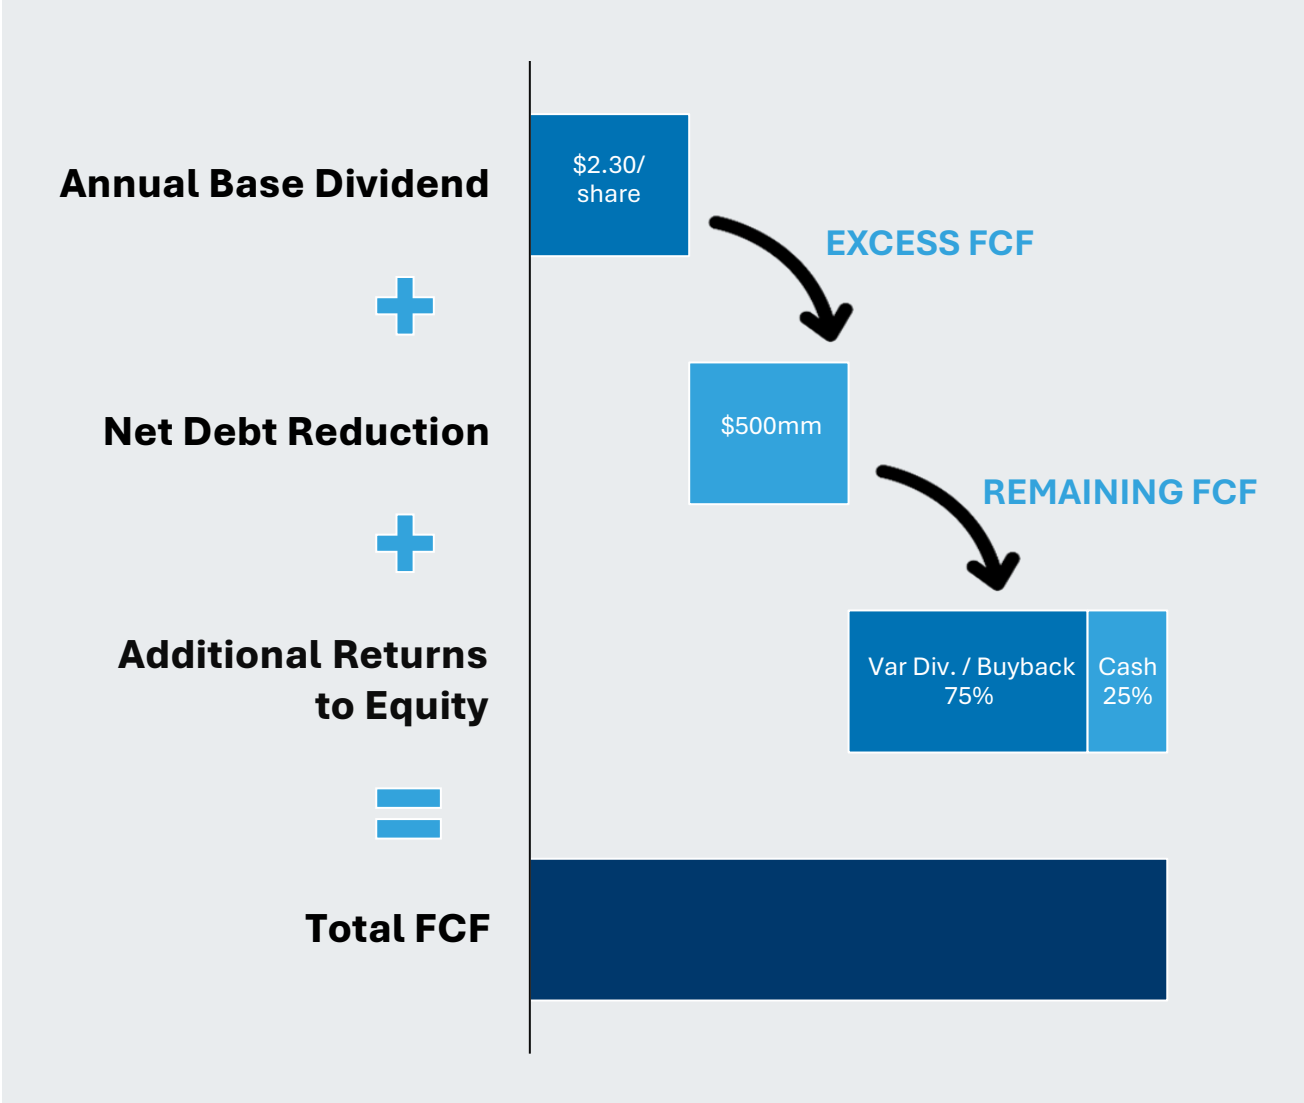 Annual Base Dividend
$2.30/
share
EXCESS FCF
Net Debt Reduction
$500mm
REMAINING FCF
Additional Returns
to Equity
Var Div. / Buyback
75%
Cash
25%
Total FCF